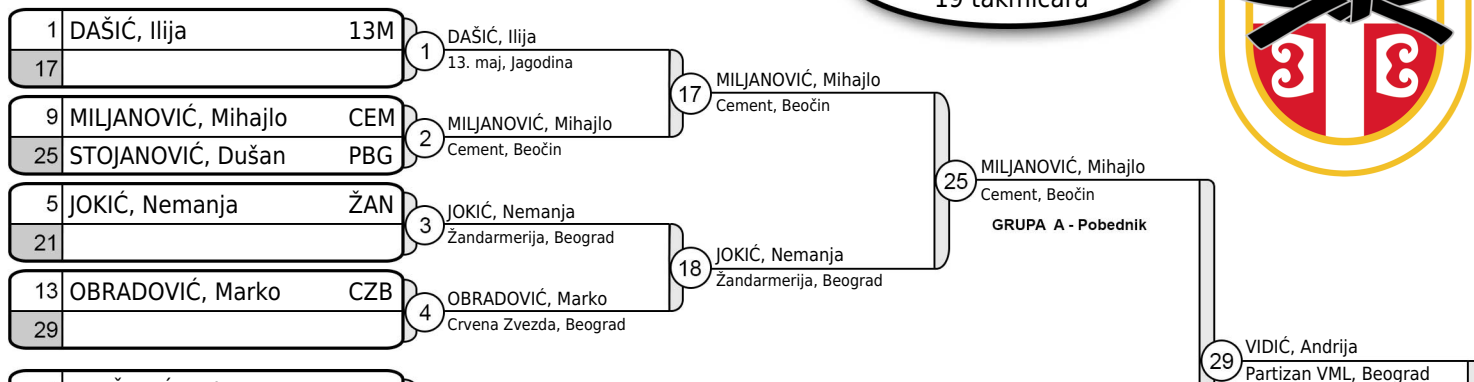 19 takmičara
1 DAŠIĆ, Ilija 13M
17
1
DAŠIĆ, Ilija
13. maj, Jagodina
9 MILJANOVIĆ, Mihajlo CEM
25 STOJANOVIĆ, Dušan PBG
2
MILJANOVIĆ, Mihajlo
Cement, Beočin
17
MILJANOVIĆ, Mihajlo
Cement, Beočin
5 JOKIĆ, Nemanja ŽAN
21
3
JOKIĆ, Nemanja
Žandarmerija, Beograd
13 OBRADOVIĆ, Marko CZB
29
4
OBRADOVIĆ, Marko
Crvena Zvezda, Beograd
18
JOKIĆ, Nemanja
Žandarmerija, Beograd
25
MILJANOVIĆ, Mihajlo
Cement, Beočin
GRUPA A - Pobednik
29
VIDIĆ, Andrija
Partizan VML, Beograd